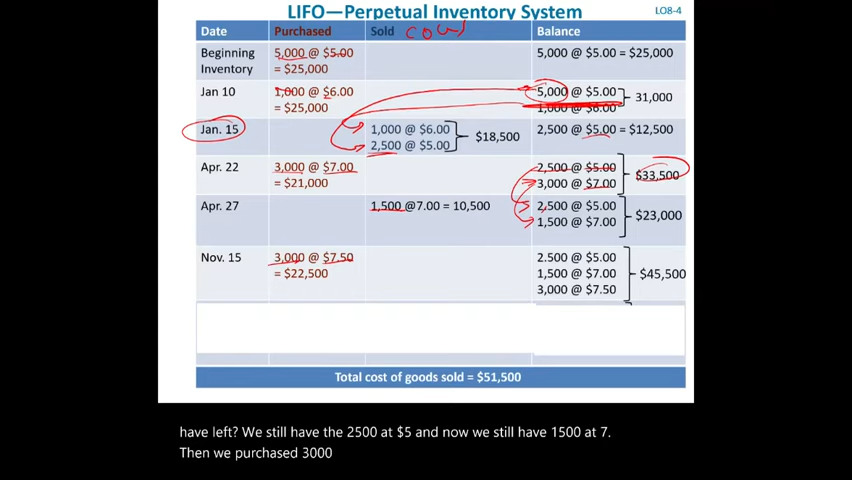 LIFO—Perpetual Inventory System
LO8-4
Date Purchased Sold COGS Balance
Beginning Inventory 5,000 @ $5.00 = $25,000 5,000 @ $5.00 = $25,000
Jan 10 1,000 @ $6.00 = $25,000 5,000 @ $5.00 1,000 @ $6.00 31,000
Jan. 15 1,000 @ $6.00 2,500 @ $5.00 $18,500 2,500 @ $5.00 = $12,500
Apr. 22 3,000 @ $7.00 = $21,000 2,500 @ $5.00 3,000 @ $7.00 $33,500
Apr. 27 1,500 @7.00 = 10,500 2,500 @ $5.00 1,500 @ $7.00 $23,000
Nov. 15 3,000 @ $7.50 = $22,500 2.500 @ $5.00 1,500 @ $7.00 3,000 @ $7.50 $45,500
Total cost of goods sold = $51,500
have left? We still have the 2500 at $5 and now we still have 1500 at 7.
Then we purchased 3000